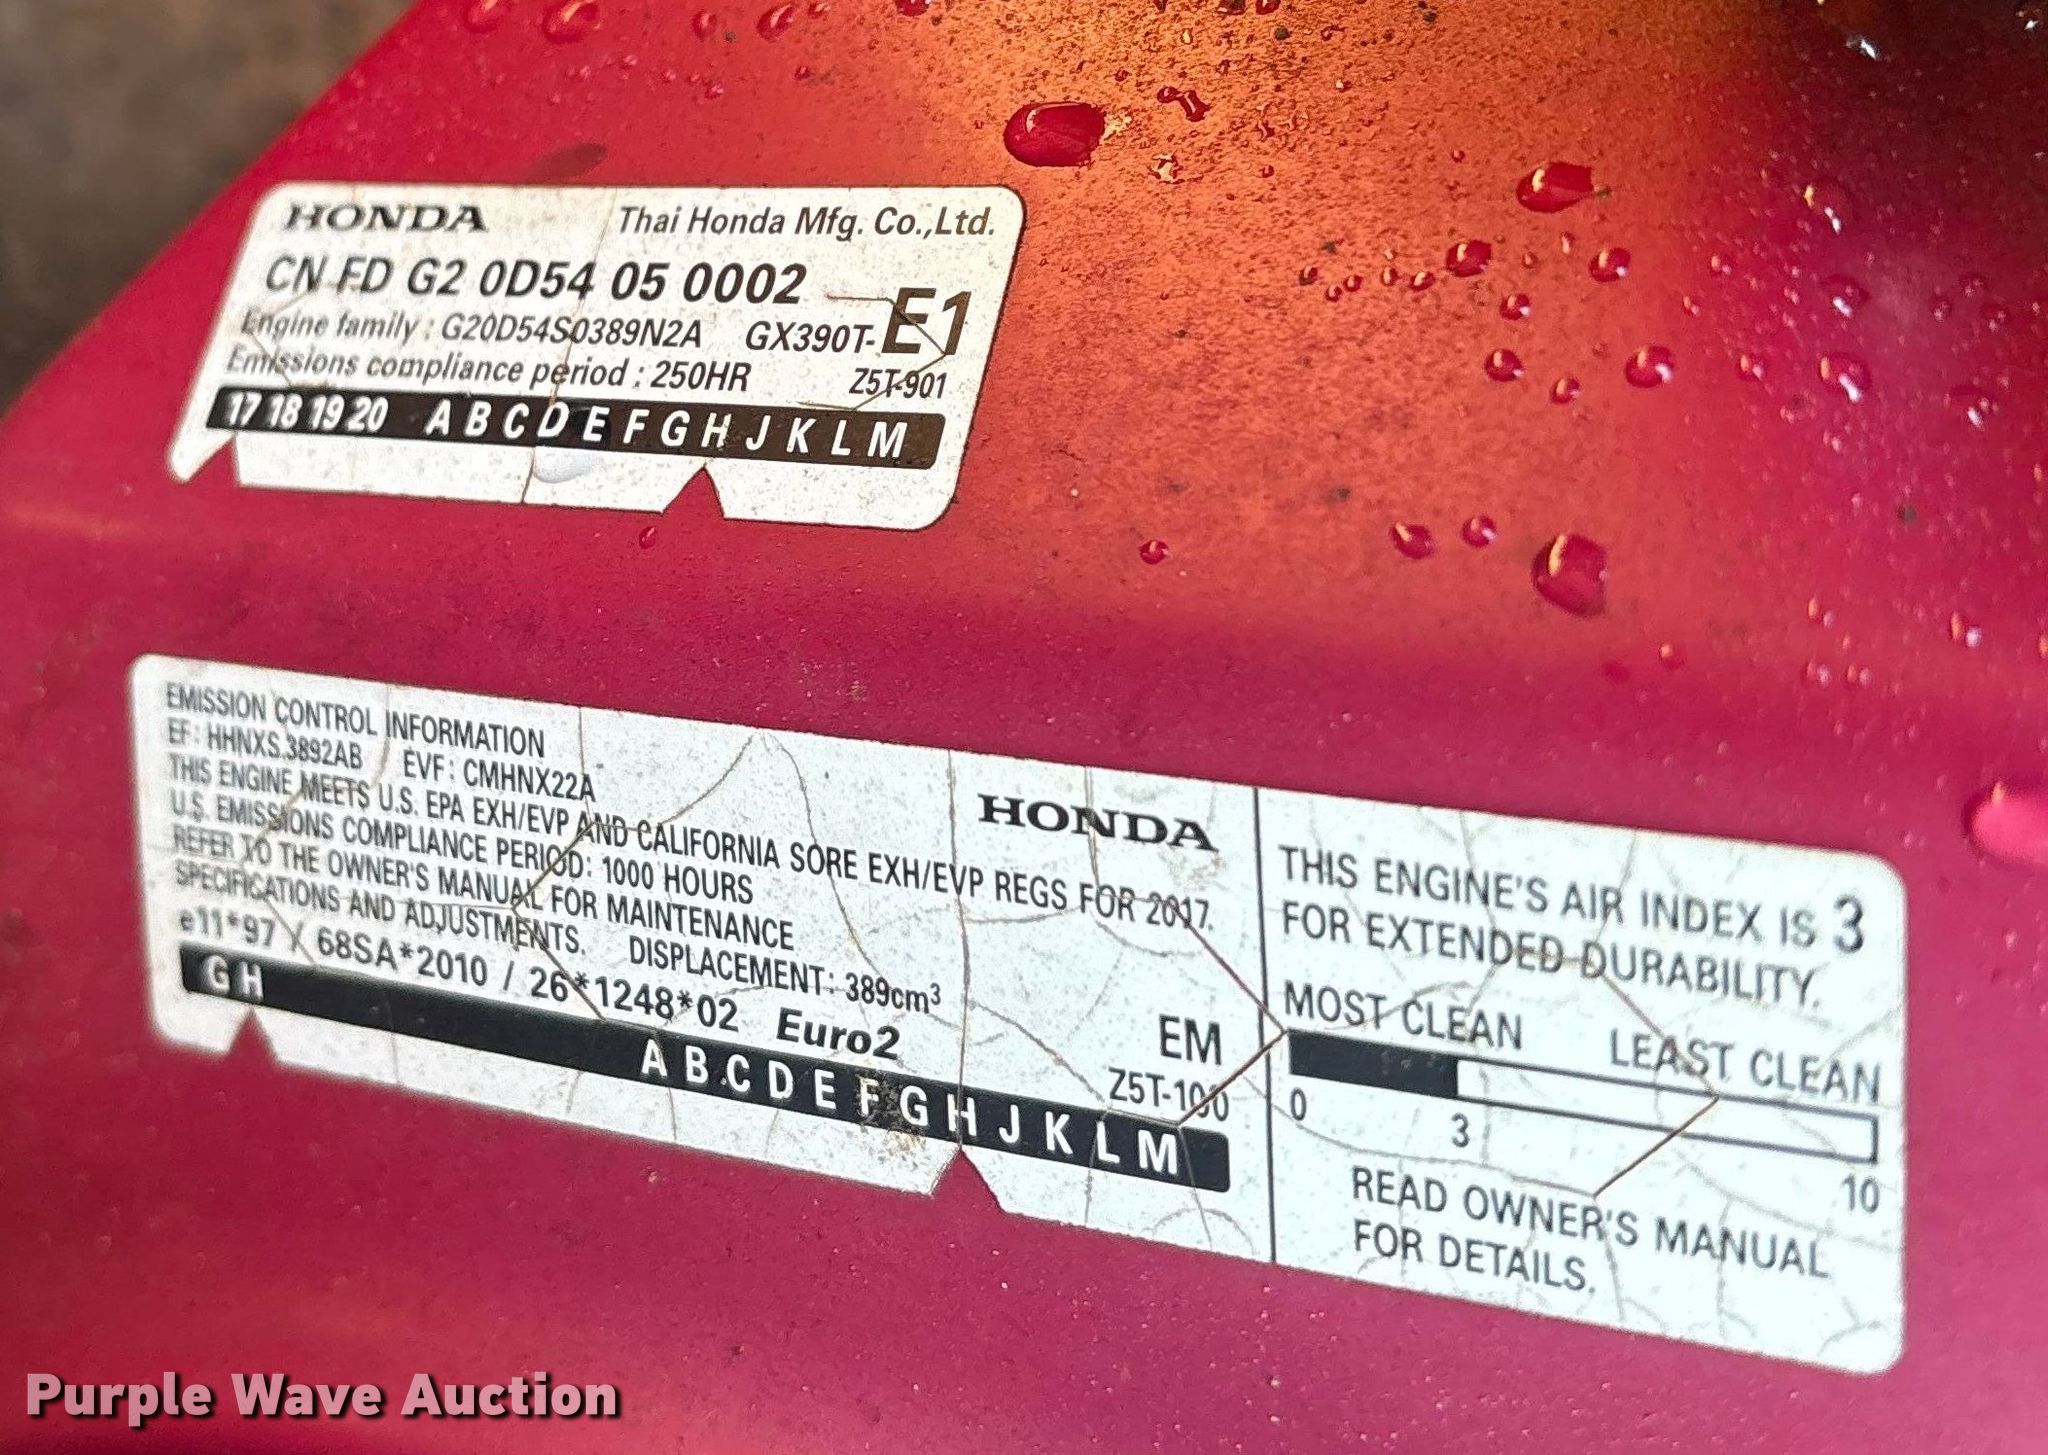 HONDA Thai Honda Mfg. Co.,Ltd.
CN FD G2 0D54 05 0002
Engine family : G20D54S0389N2A GX390T-E1
Emissions compliance period : 250HR Z5T-901
17 18 19 20 A B C D E F G H J K L M
EMISSION CONTROL INFORMATION
EF: HHNXS.3892AB EVF: CMHNX22A
HONDA
THIS ENGINE MEETS U.S. EPA EXH/EVP AND CALIFORNIA SORE EXH/EVP REGS FOR 2017.
U.S. EMISSIONS COMPLIANCE PERIOD: 1000 HOURS
REFER TO THE OWNER'S MANUAL FOR MAINTENANCE
SPECIFICATIONS AND ADJUSTMENTS. DISPLACEMENT: 389cm³
e11*97 / 68SA*2010 / 26*1248*02 Euro2
EM
Z5T-100
G H A B C D E F G H J K L M
THIS ENGINE'S AIR INDEX IS 3
FOR EXTENDED DURABILITY.
MOST CLEAN LEAST CLEAN
0 3 10
READ OWNER'S MANUAL
FOR DETAILS.
Purple Wave Auction